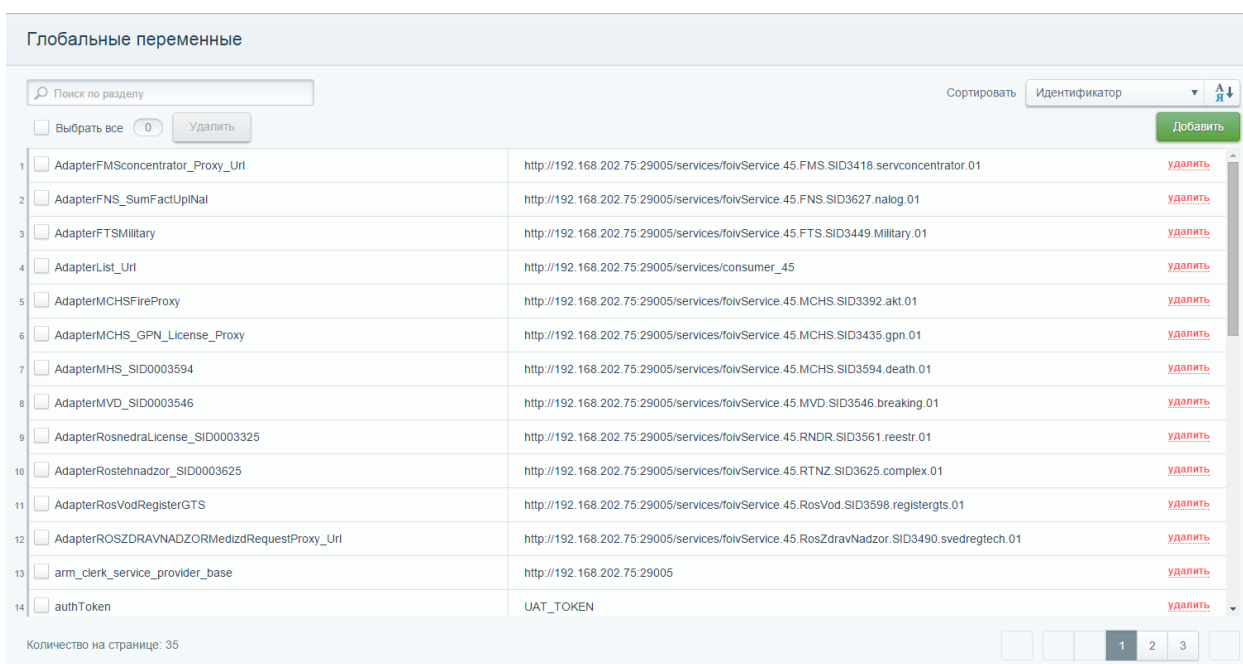 Глобальные переменные
Поиск по разделу Сортировать Идентификатор А Я
Выбрать все 0 Удалить Добавить
1 AdapterFMSconcentrator_Proxy_Url http://192.168.202.75:29005/services/foivService.45.FMS.SID3418.servconcentrator.01 удалить
2 AdapterFNS_SumFactUplNal http://192.168.202.75:29005/services/foivService.45.FNS.SID3627.nalog.01 удалить
3 AdapterFTSMilitary http://192.168.202.75:29005/services/foivService.45.FTS.SID3449.Military.01 удалить
4 AdapterList_Url http://192.168.202.75:29005/services/consumer_45 удалить
5 AdapterMCHSFireProxy http://192.168.202.75:29005/services/foivService.45.MCHS.SID3392.akt.01 удалить
6 AdapterMCHS_GPN_License_Proxy http://192.168.202.75:29005/services/foivService.45.MCHS.SID3435.gpn.01 удалить
7 AdapterMHS_SID0003594 http://192.168.202.75:29005/services/foivService.45.MCHS.SID3594.death.01 удалить
8 AdapterMVD_SID0003546 http://192.168.202.75:29005/services/foivService.45.MVD.SID3546.breaking.01 удалить
9 AdapterRosnedraLicense_SID0003325 http://192.168.202.75:29005/services/foivService.45.RNDR.SID3561.reestr.01 удалить
10 AdapterRostehnadzor_SID0003625 http://192.168.202.75:29005/services/foivService.45.RTNZ.SID3625.complex.01 удалить
11 AdapterRosVodRegisterGTS http://192.168.202.75:29005/services/foivService.45.RosVod.SID3598.registergts.01 удалить
12 AdapterROSZDRAVNADZORMedizdRequestProxy_Url http://192.168.202.75:29005/services/foivService.45.RosZdravNadzor.SID3490.svedregtech.01 удалить
13 arm_clerk_service_provider_base http://192.168.202.75:29005 удалить
14 authToken UAT_TOKEN удалить
Количество на странице: 35 1 2 3